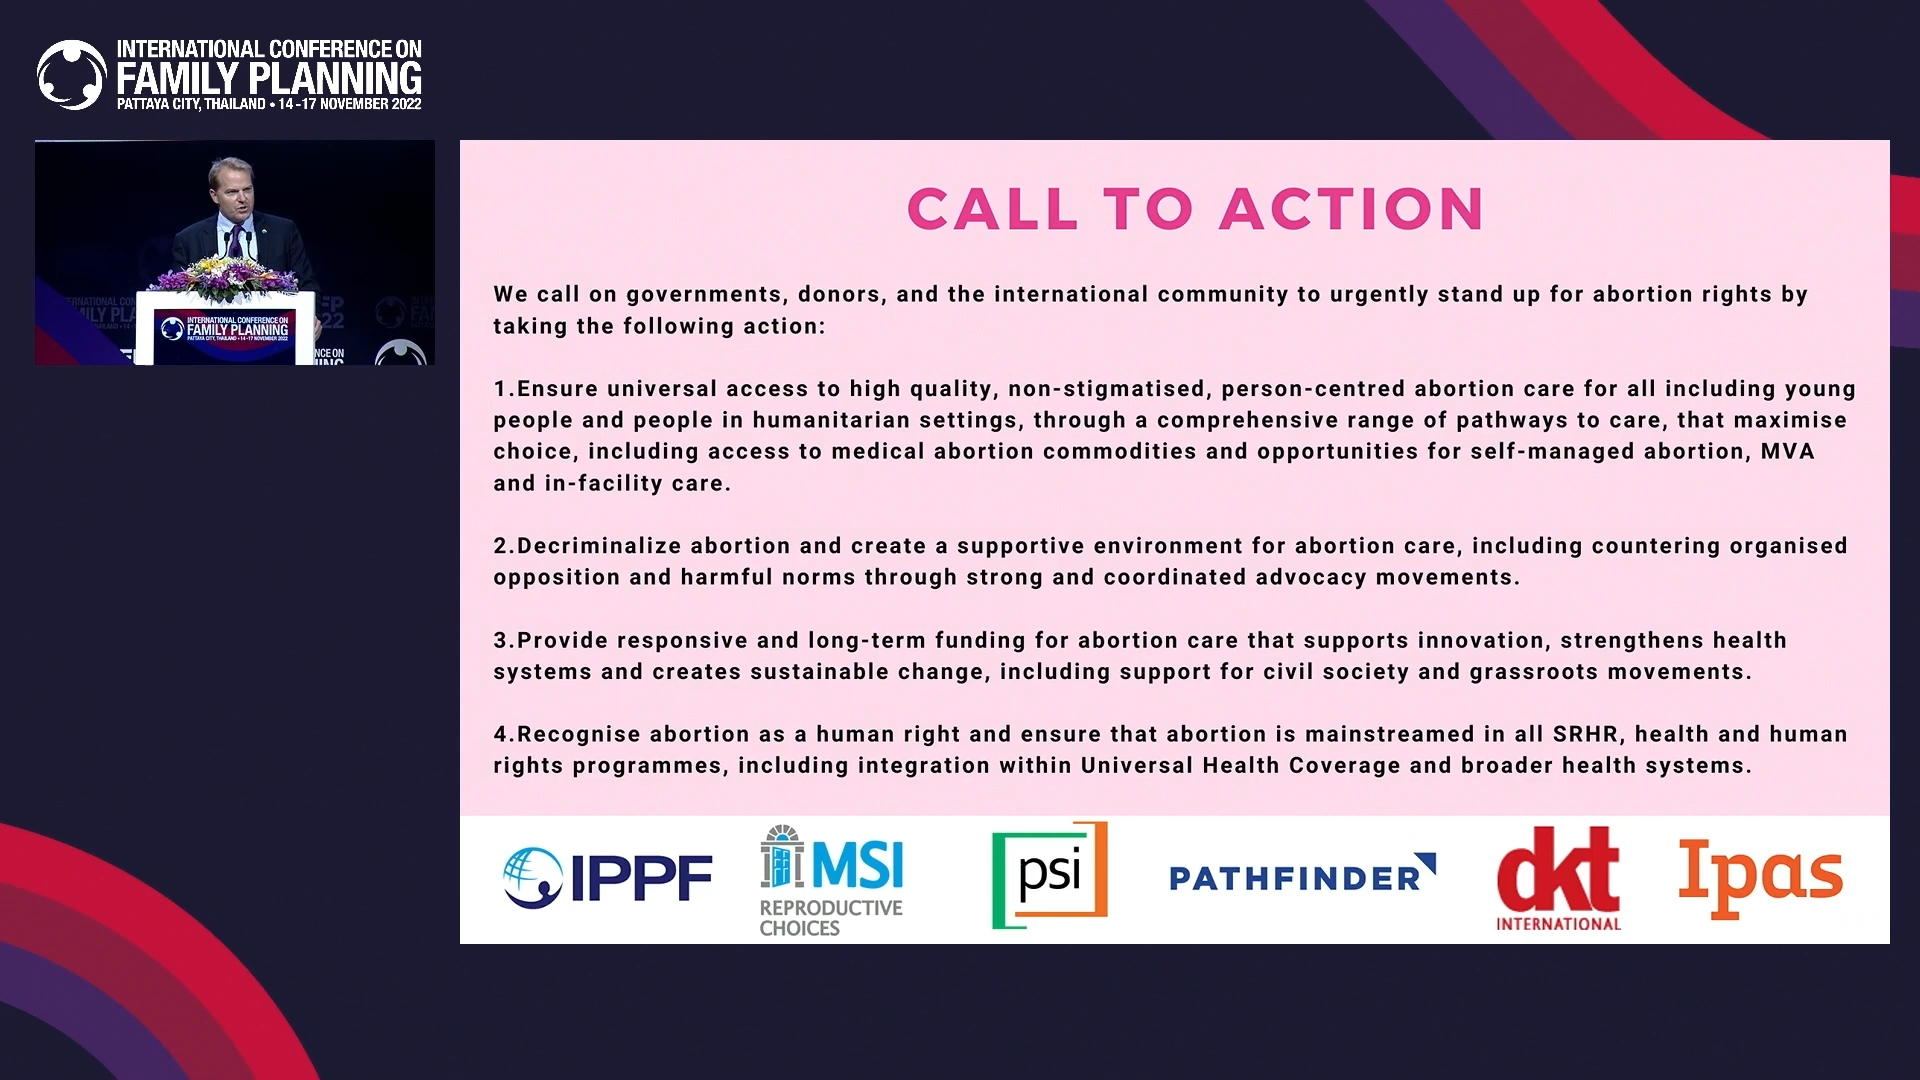 INTERNATIONAL CONFERENCE ON
FAMILY PLANNING
PATTAYA CITY, THAILAND • 14-17 NOVEMBER 2022
INTERNATIONAL CONFERENCE ON
FAMILY PLANNING
PATTAYA CITY, THAILAND • 14-17 NOVEMBER 2022
CALL TO ACTION
We call on governments, donors, and the international community to urgently stand up for abortion rights by
taking the following action:
1.Ensure universal access to high quality, non-stigmatised, person-centred abortion care for all including young
people and people in humanitarian settings, through a comprehensive range of pathways to care, that maximise
choice, including access to medical abortion commodities and opportunities for self-managed abortion, MVA
and in-facility care.
2.Decriminalize abortion and create a supportive environment for abortion care, including countering organised
opposition and harmful norms through strong and coordinated advocacy movements.
3.Provide responsive and long-term funding for abortion care that supports innovation, strengthens health
systems and creates sustainable change, including support for civil society and grassroots movements.
4.Recognise abortion as a human right and ensure that abortion is mainstreamed in all SRHR, health and human
rights programmes, including integration within Universal Health Coverage and broader health systems.
IPPF
MSI
REPRODUCTIVE
CHOICES
psi
PATHFINDER
dkt
INTERNATIONAL
Ipas